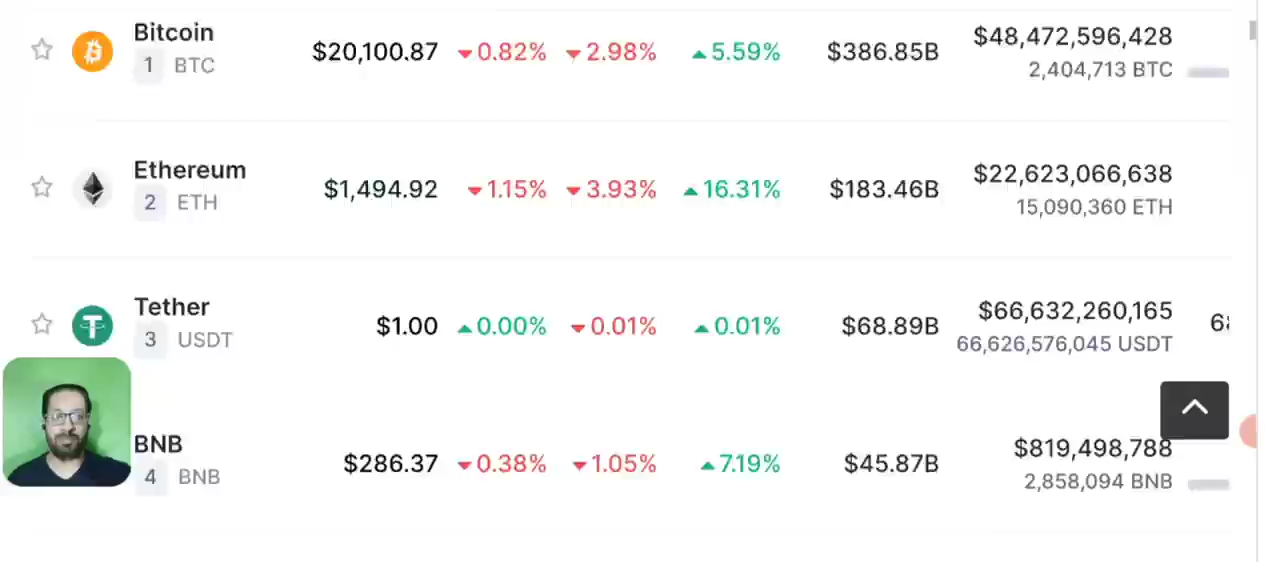 Bitcoin
1 BTC
$20,100.87 0.82% 2.98% 5.59% $386.85B $48,472,596,428
2,404,713 BTC
Ethereum
2 ETH
$1,494.92 1.15% 3.93% 16.31% $183.46B $22,623,066,638
15,090,360 ETH
Tether
3 USDT
$1.00 0.00% 0.01% 0.01% $68.89B $66,632,260,165
66,626,576,045 USDT
BNB
4 BNB
$286.37 0.38% 1.05% 7.19% $45.87B $819,498,788
2,858,094 BNB